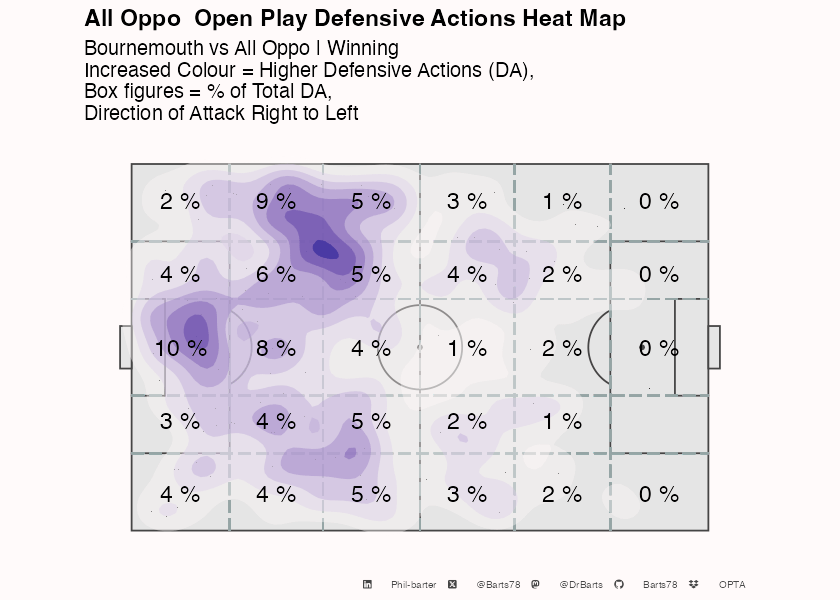 All Oppo  Open Play Defensive Actions Heat Map
Bournemouth vs All Oppo | Winning
Increased Colour = Higher Defensive Actions (DA),
Box figures = % of Total DA,
Direction of Attack Right to Left
2 % 9 % 5 % 3 % 1 % 0 %
4 % 6 % 5 % 4 % 2 % 0 %
10 % 8 % 4 % 1 % 2 % 0 %
3 % 4 % 5 % 2 % 1 %
4 % 4 % 5 % 3 % 2 % 0 %
Phil-barter @Barts78 @DrBarts Barts78 OPTA